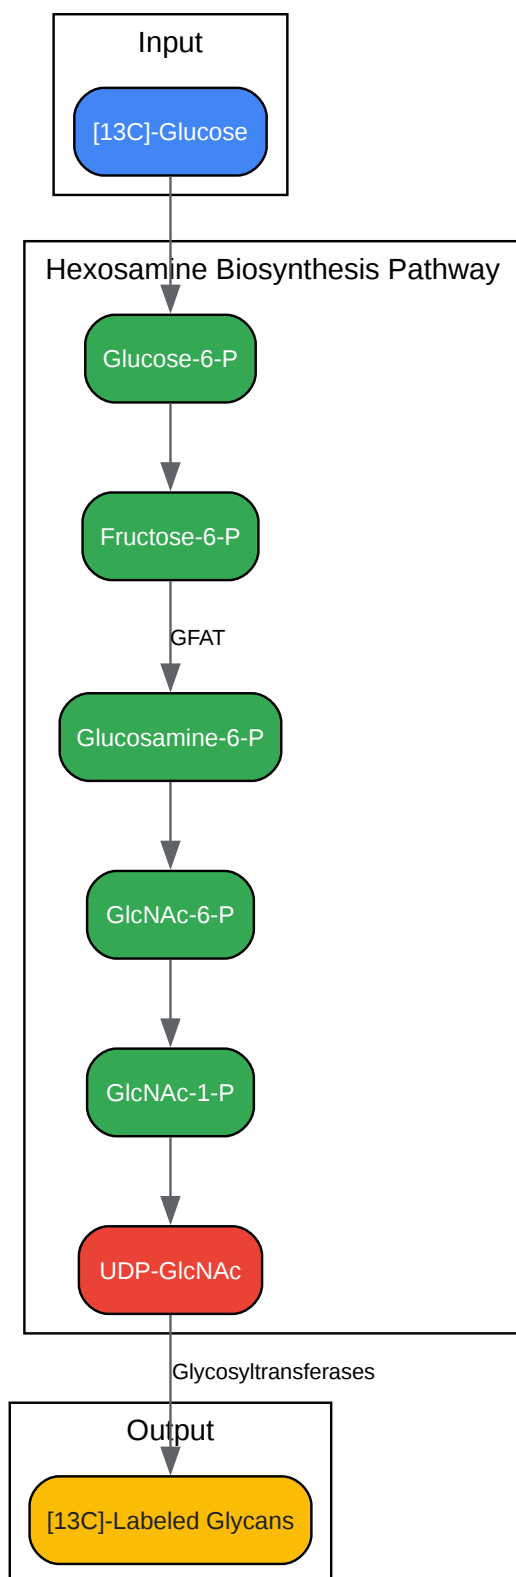 Input
[13C]-Glucose
Hexosamine Biosynthesis Pathway
Glucose-6-P
Fructose-6-P
GFAT
Glucosamine-6-P
GlcNAc-6-P
GlcNAc-1-P
UDP-GlcNAc
Glycosyltransferases
Output
[13C]-Labeled Glycans